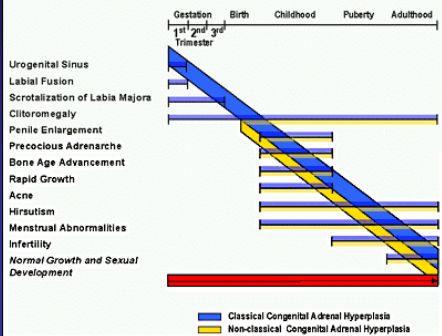 Gestation Birth Childhood Puberty Adulthood
1st 2nd 3rd
Trimester
Urogenital Sinus
Labial Fusion
Scrotalization of Labia Majora
Clitoromegaly
Penile Enlargement
Precocious Adrenarche
Bone Age Advancement
Rapid Growth
Acne
Hirsutism
Menstrual Abnormalities
Infertility
Normal Growth and Sexual
Development
Classical Congenital Adrenal Hyperplasia
Non-classical Congenital Adrenal Hyperplasia